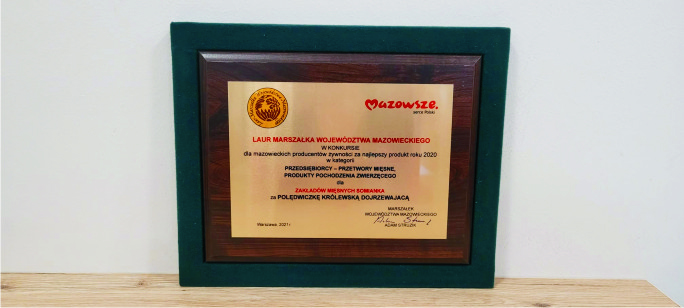 Mazowsze.
serce Polski
LAUR MARSZAŁKA WOJEWÓDZTWA MAZOWIECKIEGO
W KONKURSIE
dla mazowieckich producentów żywności za najlepszy produkt roku 2020
w kategorii
PRZEDSIĘBIORCY – PRZETWORY MIĘSNE,
PRODUKTY POCHODZENIA ZWIERZĘCEGO
dla
ZAKŁADÓW MIĘSNYCH SOMIANKA
za POLĘDWICZKĘ KRÓLEWSKĄ DOJRZEWAJĄCĄ
MARSZAŁEK
WOJEWÓDZTWA MAZOWIECKIEGO
Warszawa, 2021 r.
ADAM STRUZIK